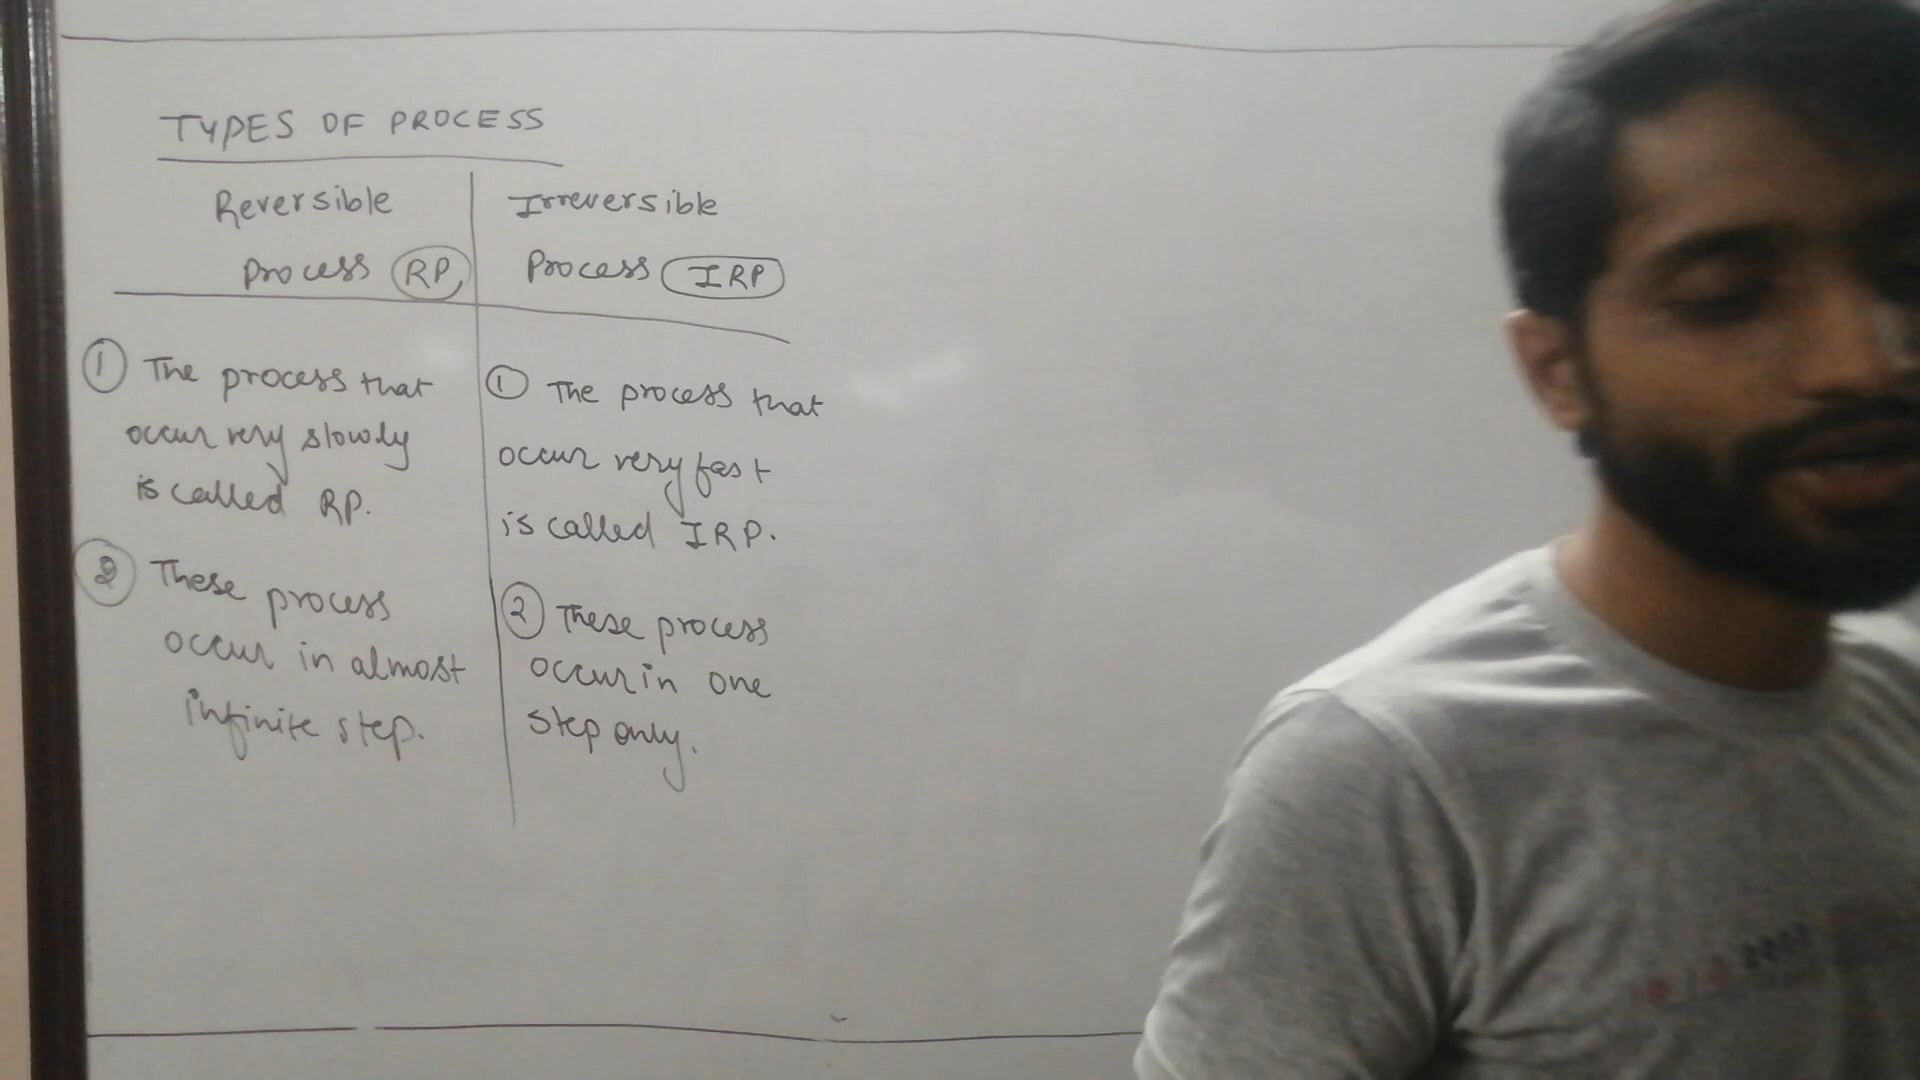 TYPES OF PROCESS
Reversible
Process RP
① The process that
occur very slowly
is called RP.
② These process
occur in almost
infinite step.
Irreversible
Process IRP
① The process that
occur very fast
is called IRP.
② These process
occur in one
step only.